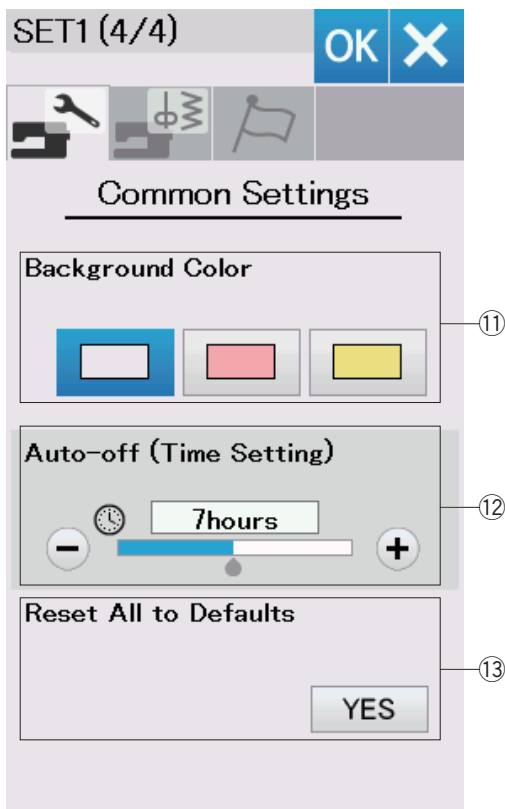 SET1 (4/4)
OK
Common Settings
Background Color
⑪
Auto-off (Time Setting)
7hours
⑫
Reset All to Defaults
YES
⑬